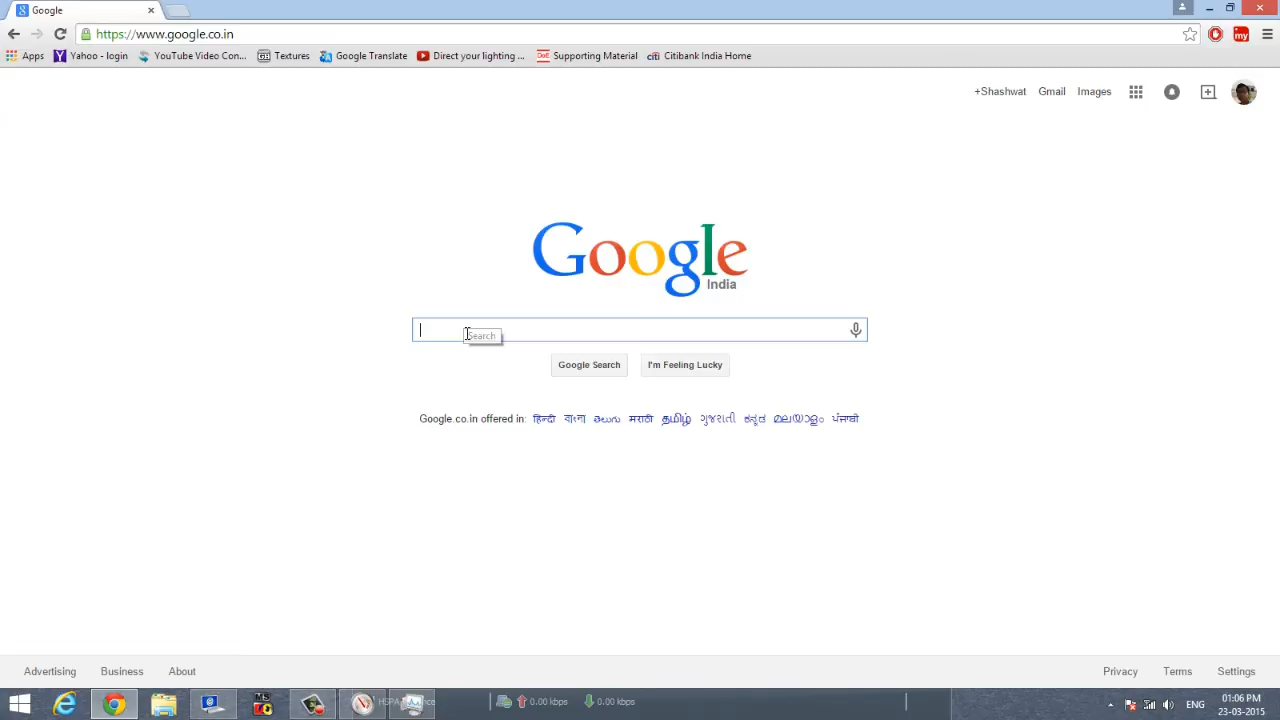 Google
https://www.google.co.in
Apps Yahoo - login YouTube Video Con... Textures Google Translate Direct your lighting ... DoE Supporting Material citi Citibank India Home
+Shashwat Gmail Images
Google
India
Search
Google Search I'm Feeling Lucky
Google.co.in offered in: हिन्दी বাংলা తెలుగు मराठी தமிழ் ગુજરાતી ಕನ್ನಡ മലയാളം ਪੰਜਾਬੀ
Advertising Business About Privacy Terms Settings
0.00 kbps 0.00 kbps ENG 01:06 PM
23-03-2015